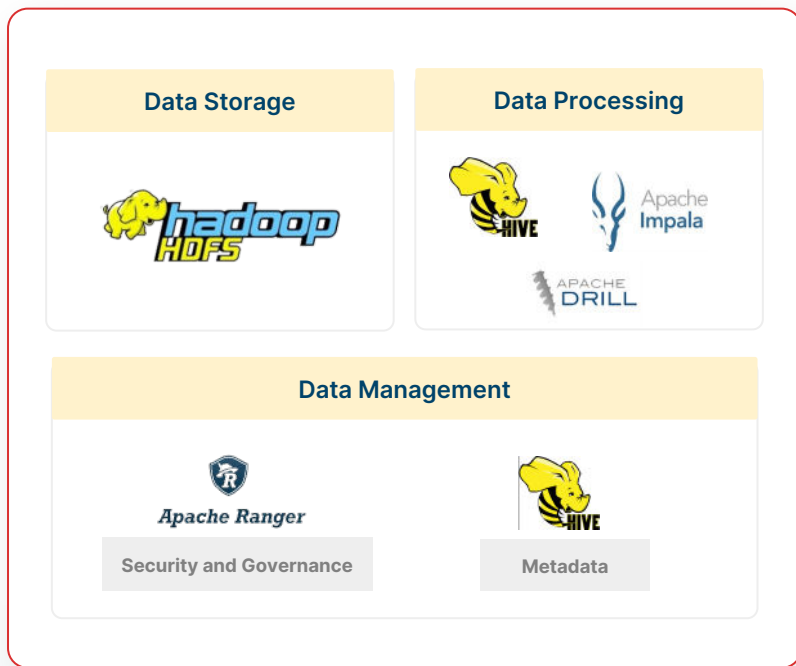 Data Storage
hadoop
HDFS
Data Processing
HIVE
Apache
Impala
APACHE
DRILL
Data Management
R
Apache Ranger
Security and Governance
HIVE
Metadata